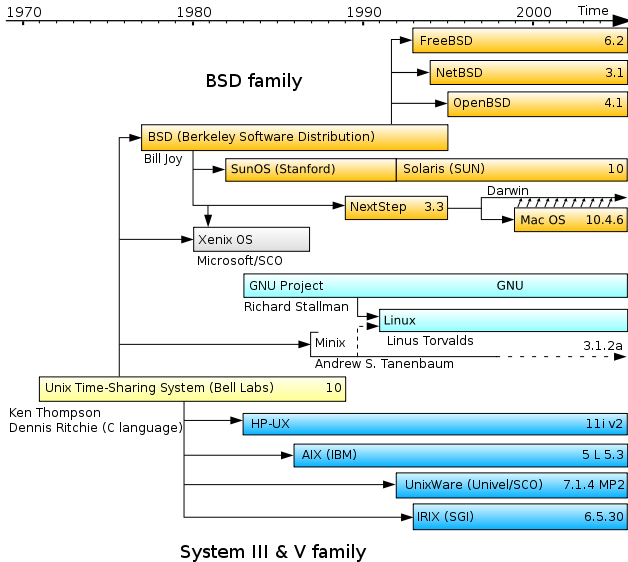 1970 1980 1990 2000 Time
FreeBSD 6.2
BSD family
NetBSD 3.1
OpenBSD 4.1
BSD (Berkeley Software Distribution)
Bill Joy
SunOS (Stanford) Solaris (SUN) 10
Darwin
NextStep 3.3
Mac OS 10.4.6
Xenix OS
Microsoft/SCO
GNU Project GNU
Richard Stallman
Linux
Linus Torvalds
Minix
3.1.2a
Andrew S. Tanenbaum
Unix Time-Sharing System (Bell Labs) 10
Ken Thompson
Dennis Ritchie (C language)
HP-UX 11i v2
AIX (IBM) 5 L 5.3
UnixWare (Univel/SCO) 7.1.4 MP2
IRIX (SGI) 6.5.30
System III & V family